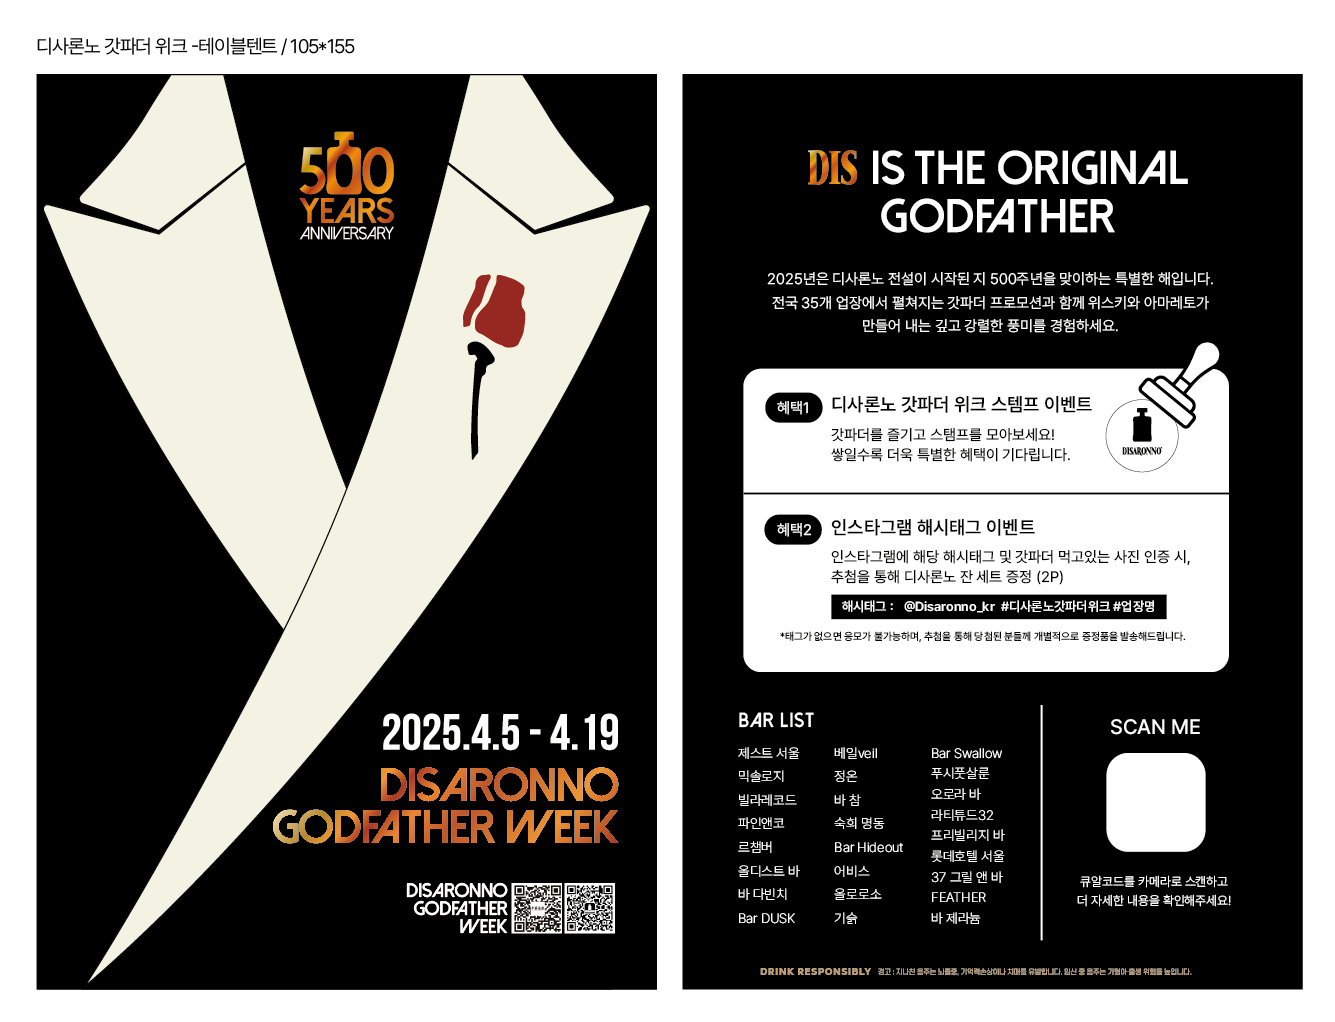 디사론노 갓파더 위크 -테이블텐트 / 105*155
500
YEARS
ANNIVERSARY
2025.4.5 - 4.19
DISARONNO
GODFATHER WEEK
DISARONNO
GODFATHER
WEEK
DIS IS THE ORIGINAL
GODFATHER
2025년은 디사론노 전설이 시작된 지 500주년을 맞이하는 특별한 해입니다.
전국 35개 업장에서 펼쳐지는 갓파더 프로모션과 함께 위스키와 아마레토가
만들어 내는 깊고 강렬한 풍미를 경험하세요.
혜택1 디사론노 갓파더 위크 스템프 이벤트
갓파더를 즐기고 스탬프를 모아보세요!
쌓일수록 더욱 특별한 혜택이 기다립니다.
DISARONNO
혜택2 인스타그램 해시태그 이벤트
인스타그램에 해당 해시태그 및 갓파더 먹고있는 사진 인증 시,
추첨을 통해 디사론노 잔 세트 증정 (2P)
해시태그 : @Disaronno_kr #디사론노갓파더위크 #업장명
*태그가 없으면 응모가 불가능하며, 추첨을 통해 당첨된 분들께 개별적으로 증정품을 발송해드립니다.
BAR LIST
제스트 서울
믹솔로지
빌라레코드
파인앤코
르챔버
올디스트 바
바 다빈치
Bar DUSK
베일veil
정온
바 참
숙희 명동
Bar Hideout
어비스
올로로소
기슭
Bar Swallow
푸시풋살룬
오로라 바
라티튜드32
프리빌리지 바
롯데호텔 서울
37 그릴 앤 바
FEATHER
바 제라늄
SCAN ME
큐알코드를 카메라로 스캔하고
더 자세한 내용을 확인해주세요!
DRINK RESPONSIBLY 경고 : 지나친 음주는 뇌졸중, 기억력손상이나 치매를 유발합니다. 임신 중 음주는 기형아 출생 위험을 높입니다.